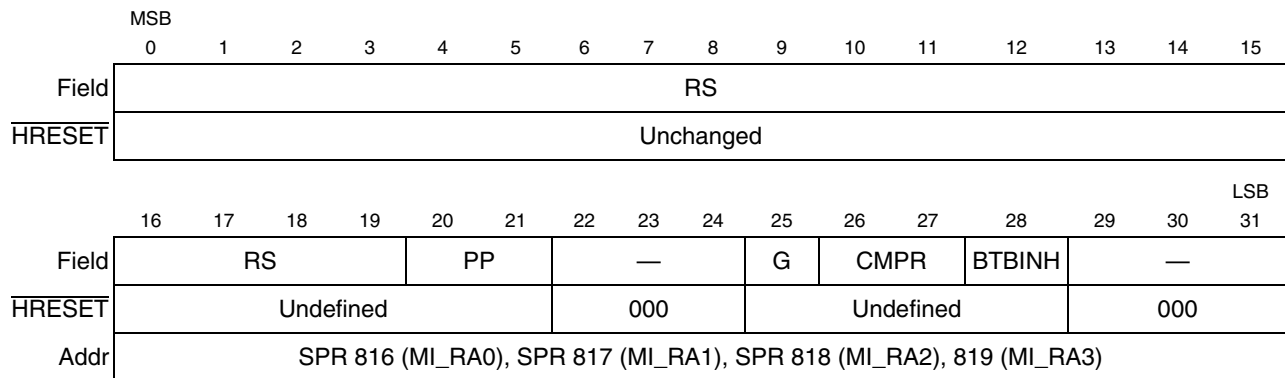 MSB
0 1 2 3 4 5 6 7 8 9 10 11 12 13 14 15
Field RS
HRESET Unchanged
LSB
16 17 18 19 20 21 22 23 24 25 26 27 28 29 30 31
Field RS PP — G CMPR BTBINH —
HRESET Undefined 000 Undefined 000
Addr SPR 816 (MI_RA0), SPR 817 (MI_RA1), SPR 818 (MI_RA2), 819 (MI_RA3)